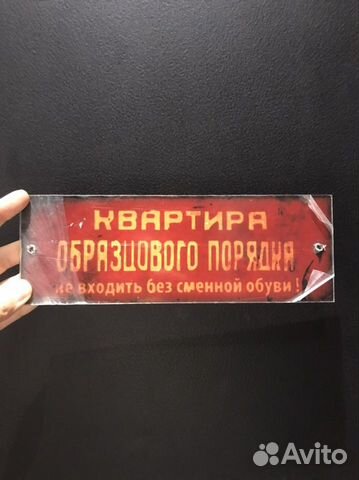 КВАРТИРА
ОБРАЗЦОВОГО ПОРЯДКА
не входить без сменной обуви!
Avito